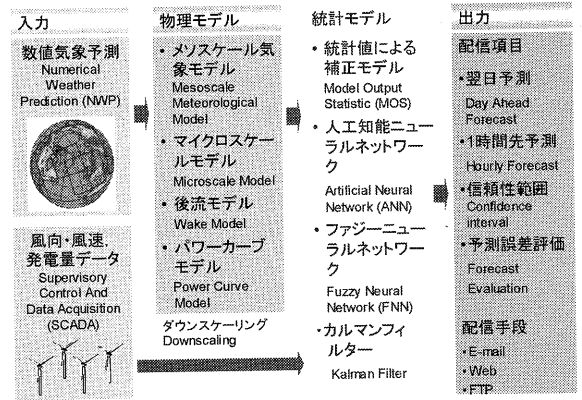 入力
数値気象予測
Numerical
Weather
Prediction (NWP)
風向・風速,
発電量データ
Supervisory
Control And
Data Acquisition
(SCADA)
物理モデル
・メソスケール気
象モデル
Mesoscale
Meteorological
Model
・マイクロスケー
ルモデル
Microscale Model
・後流モデル
Wake Model
・パワーカーブ
モデル
Power Curve
Model
ダウンスケーリング
Downscaling
統計モデル
・統計値による
補正モデル
Model Output
Statistic (MOS)
・人工知能ニュー
ラルネットワー
ク
Artificial Neural
Network (ANN)
・ファジーニュー
ラルネットワー
ク
Fuzzy Neural
Network (FNN)
・カルマンフィ
ルター
Kalman Filter
出力
配信項目
・翌日予測
Day Ahead
Forecast
・1時間先予測
Hourly Forecast
・信頼性範囲
Confidence
interval
・予測誤差評価
Forecast
Evaluation
配信手段
・E-mail
・Web
・FTP